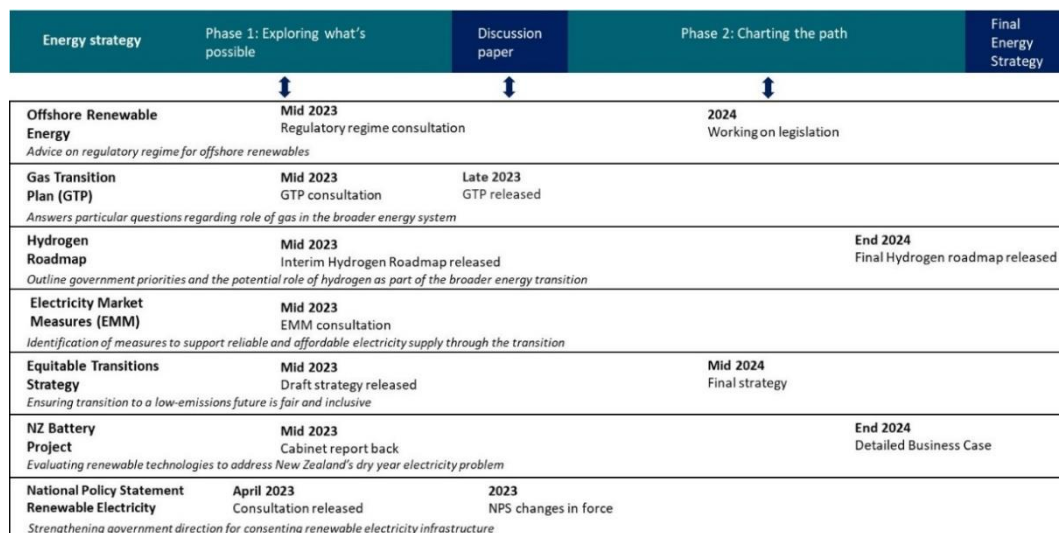 Energy strategy
Phase 1: Exploring what's
possible
Discussion
paper
Phase 2: Charting the path
Final
Energy
Strategy
Offshore Renewable
Energy
Mid 2023
Regulatory regime consultation
2024
Working on legislation
Advice on regulatory regime for offshore renewables
Gas Transition
Plan (GTP)
Mid 2023
GTP consultation
Late 2023
GTP released
Answers particular questions regarding role of gas in the broader energy system
Hydrogen
Roadmap
Mid 2023
Interim Hydrogen Roadmap released
End 2024
Final Hydrogen roadmap released
Outline government priorities and the potential role of hydrogen as part of the broader energy transition
Electricity Market
Measures (EMM)
Mid 2023
EMM consultation
Identification of measures to support reliable and affordable electricity supply through the transition
Equitable Transitions
Strategy
Mid 2023
Draft strategy released
Mid 2024
Final strategy
Ensuring transition to a low-emissions future is fair and inclusive
NZ Battery
Project
Mid 2023
Cabinet report back
End 2024
Detailed Business Case
Evaluating renewable technologies to address New Zealand's dry year electricity problem
National Policy Statement
Renewable Electricity
April 2023
Consultation released
2023
NPS changes in force
Strengthening government direction for consenting renewable electricity infrastructure